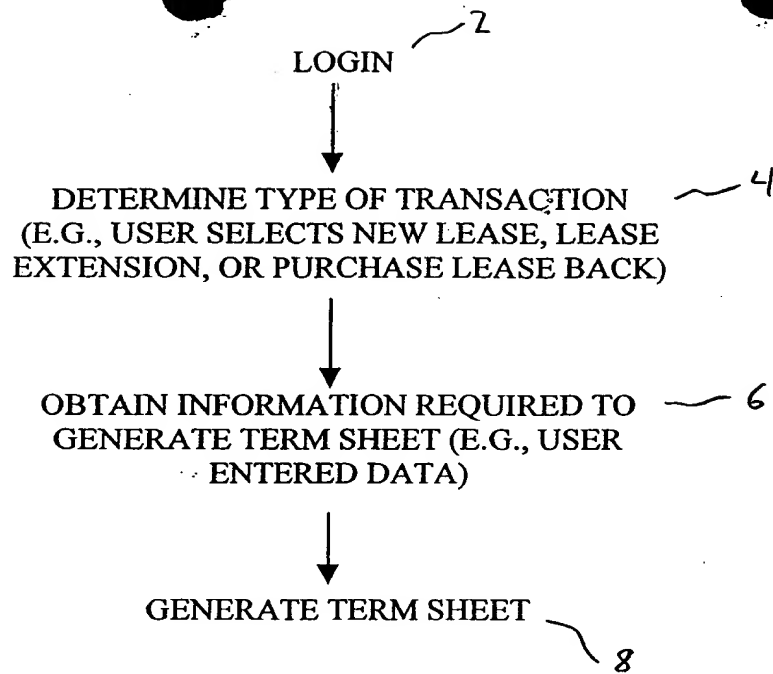 LOGIN 2
DETERMINE TYPE OF TRANSACTION 4
(E.G., USER SELECTS NEW LEASE, LEASE
EXTENSION, OR PURCHASE LEASE BACK)
OBTAIN INFORMATION REQUIRED TO 6
GENERATE TERM SHEET (E.G., USER
ENTERED DATA)
GENERATE TERM SHEET
8